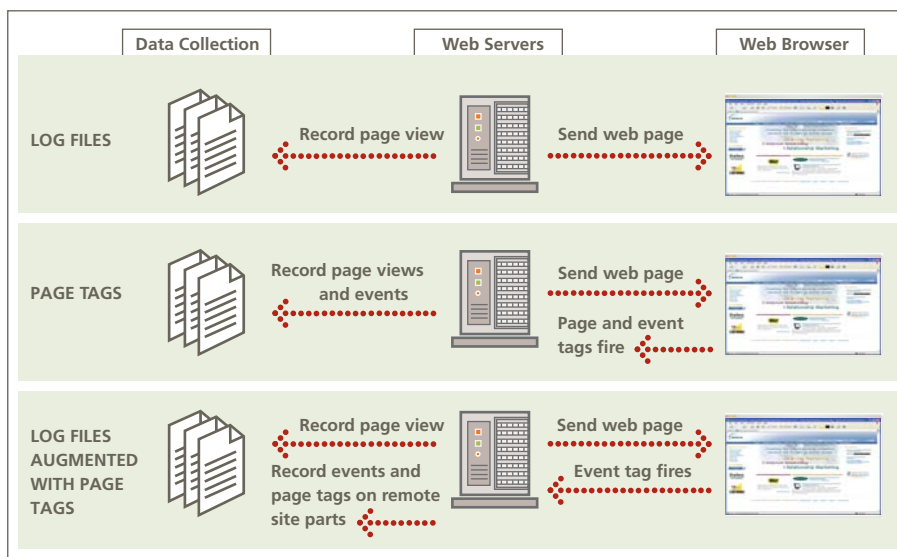 Data Collection
Web Servers
Web Browser
LOG FILES
Record page view
Send web page
PAGE TAGS
Record page views
and events
Send web page
Page and event
tags fire
LOG FILES
AUGMENTED
WITH PAGE
TAGS
Record page view
Send web page
Record events and
page tags on remote
site parts
Event tag fires